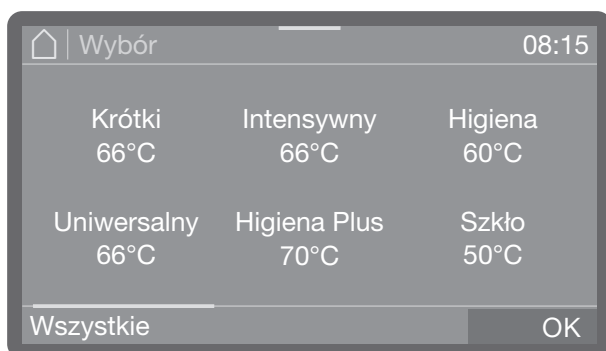 Wybór 08:15
Krótki Intensywny Higiena
66°C 66°C 60°C
Uniwersalny Higiena Plus Szkło
66°C 70°C 50°C
Wszystkie OK